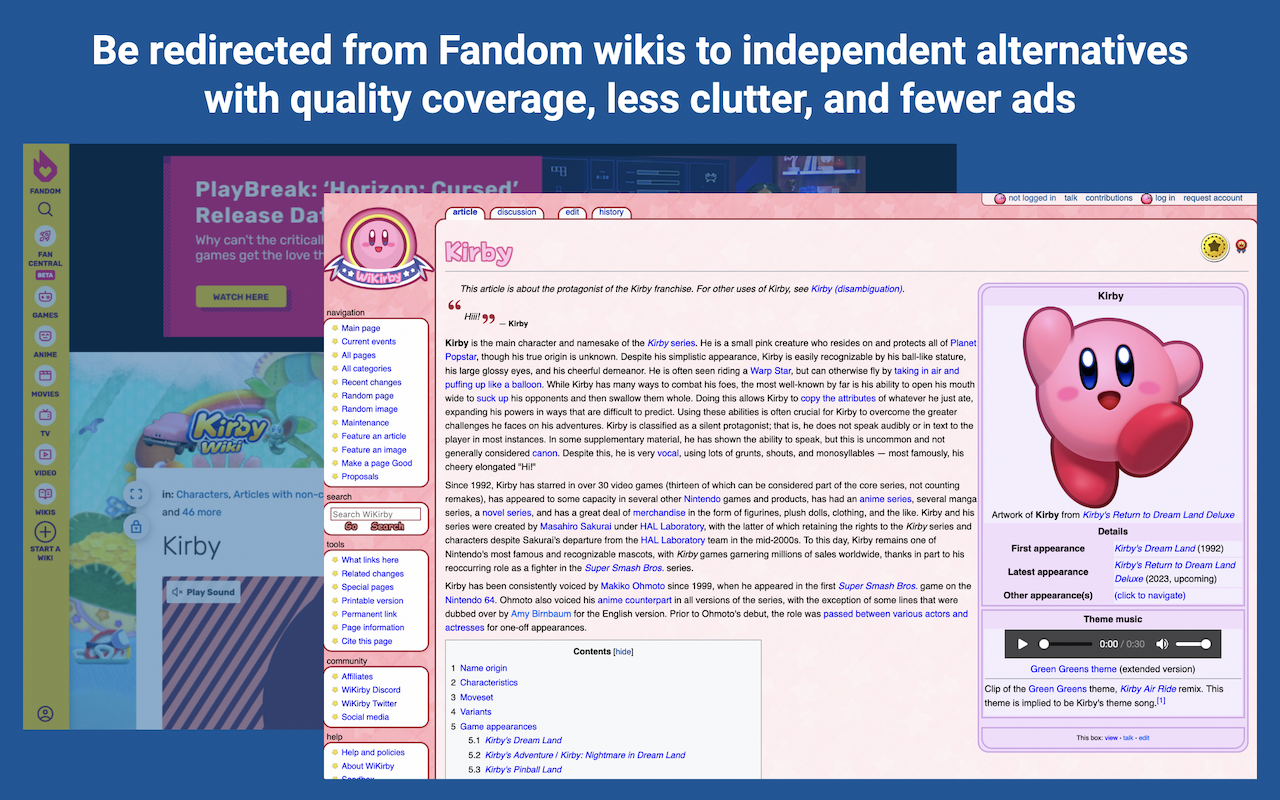 Be redirected from Fandom wikis to independent alternatives
with quality coverage, less clutter, and fewer ads
FANDOM
FAN
CENTRAL
BETA
GAMES
ANIME
MOVIES
TV
VIDEO
WIKIS
START A
WIKI
PlayBreak: ‘Horizon: Cursed’
Release Dat
Why can't the criticall
games get the love th
WATCH HERE
Kirby
Wiki
in: Characters, Articles with non-c
and 46 more
Kirby
Play Sound
WiKirby
navigation
Main page
Current events
All pages
All categories
Recent changes
Random page
Random image
Maintenance
Feature an article
Feature an image
Make a page Good
Proposals
search
Search WiKirby
Go Search
tools
What links here
Related changes
Special pages
Printable version
Permanent link
Page information
Cite this page
community
Affiliates
WiKirby Discord
WiKirby Twitter
Social media
help
Help and policies
About WiKirby
Sandbox
article discussion edit history
not logged in talk contributions log in request account
Kirby
This article is about the protagonist of the Kirby franchise. For other uses of Kirby, see Kirby (disambiguation).
“ Hiii! ” — Kirby
Kirby is the main character and namesake of the Kirby series. He is a small pink creature who resides on and protects all of Planet
Popstar, though his true origin is unknown. Despite his simplistic appearance, Kirby is easily recognizable by his ball-like stature,
his large glossy eyes, and his cheerful demeanor. He is often seen riding a Warp Star, but can otherwise fly by taking in air and
puffing up like a balloon. While Kirby has many ways to combat his foes, the most well-known by far is his ability to open his mouth
wide to suck up his opponents and then swallow them whole. Doing this allows Kirby to copy the attributes of whatever he just ate,
expanding his powers in ways that are difficult to predict. Using these abilities is often crucial for Kirby to overcome the greater
challenges he faces on his adventures. Kirby is classified as a silent protagonist; that is, he does not speak audibly or in text to the
player in most instances. In some supplementary material, he has shown the ability to speak, but this is uncommon and not
generally considered canon. Despite this, he is very vocal, using lots of grunts, shouts, and monosyllables — most famously, his
cheery elongated "Hi!"
Since 1992, Kirby has starred in over 30 video games (thirteen of which can be considered part of the core series, not counting
remakes), has appeared to some capacity in several other Nintendo games and products, has had an anime series, several manga
series, a novel series, and has a great deal of merchandise in the form of figurines, plush dolls, clothing, and the like. Kirby and his
series were created by Masahiro Sakurai under HAL Laboratory, with the latter of which retaining the rights to the Kirby series and
characters despite Sakurai's departure from the HAL Laboratory team in the mid-2000s. To this day, Kirby remains one of
Nintendo's most famous and recognizable mascots, with Kirby games garnering millions of sales worldwide, thanks in part to his
reoccurring role as a fighter in the Super Smash Bros. series.
Kirby has been consistently voiced by Makiko Ohmoto since 1999, when he appeared in the first Super Smash Bros. game on the
Nintendo 64. Ohmoto also voiced his anime counterpart in all versions of the series, with the exception of some lines that were
dubbed over by Amy Birnbaum for the English version. Prior to Ohmoto's debut, the role was passed between various actors and
actresses for one-off appearances.
Contents [hide]
1 Name origin
2 Characteristics
3 Moveset
4 Variants
5 Game appearances
5.1 Kirby's Dream Land
5.2 Kirby's Adventure / Kirby: Nightmare in Dream Land
5.3 Kirby's Pinball Land
Kirby
Artwork of Kirby from Kirby's Return to Dream Land Deluxe
Details
First appearance Kirby's Dream Land (1992)
Latest appearance Kirby's Return to Dream Land
Deluxe (2023, upcoming)
Other appearance(s) (click to navigate)
Theme music
0:00 / 0:30
Green Greens theme (extended version)
Clip of the Green Greens theme, Kirby Air Ride remix. This
theme is implied to be Kirby's theme song.[1]
This box: view · talk · edit